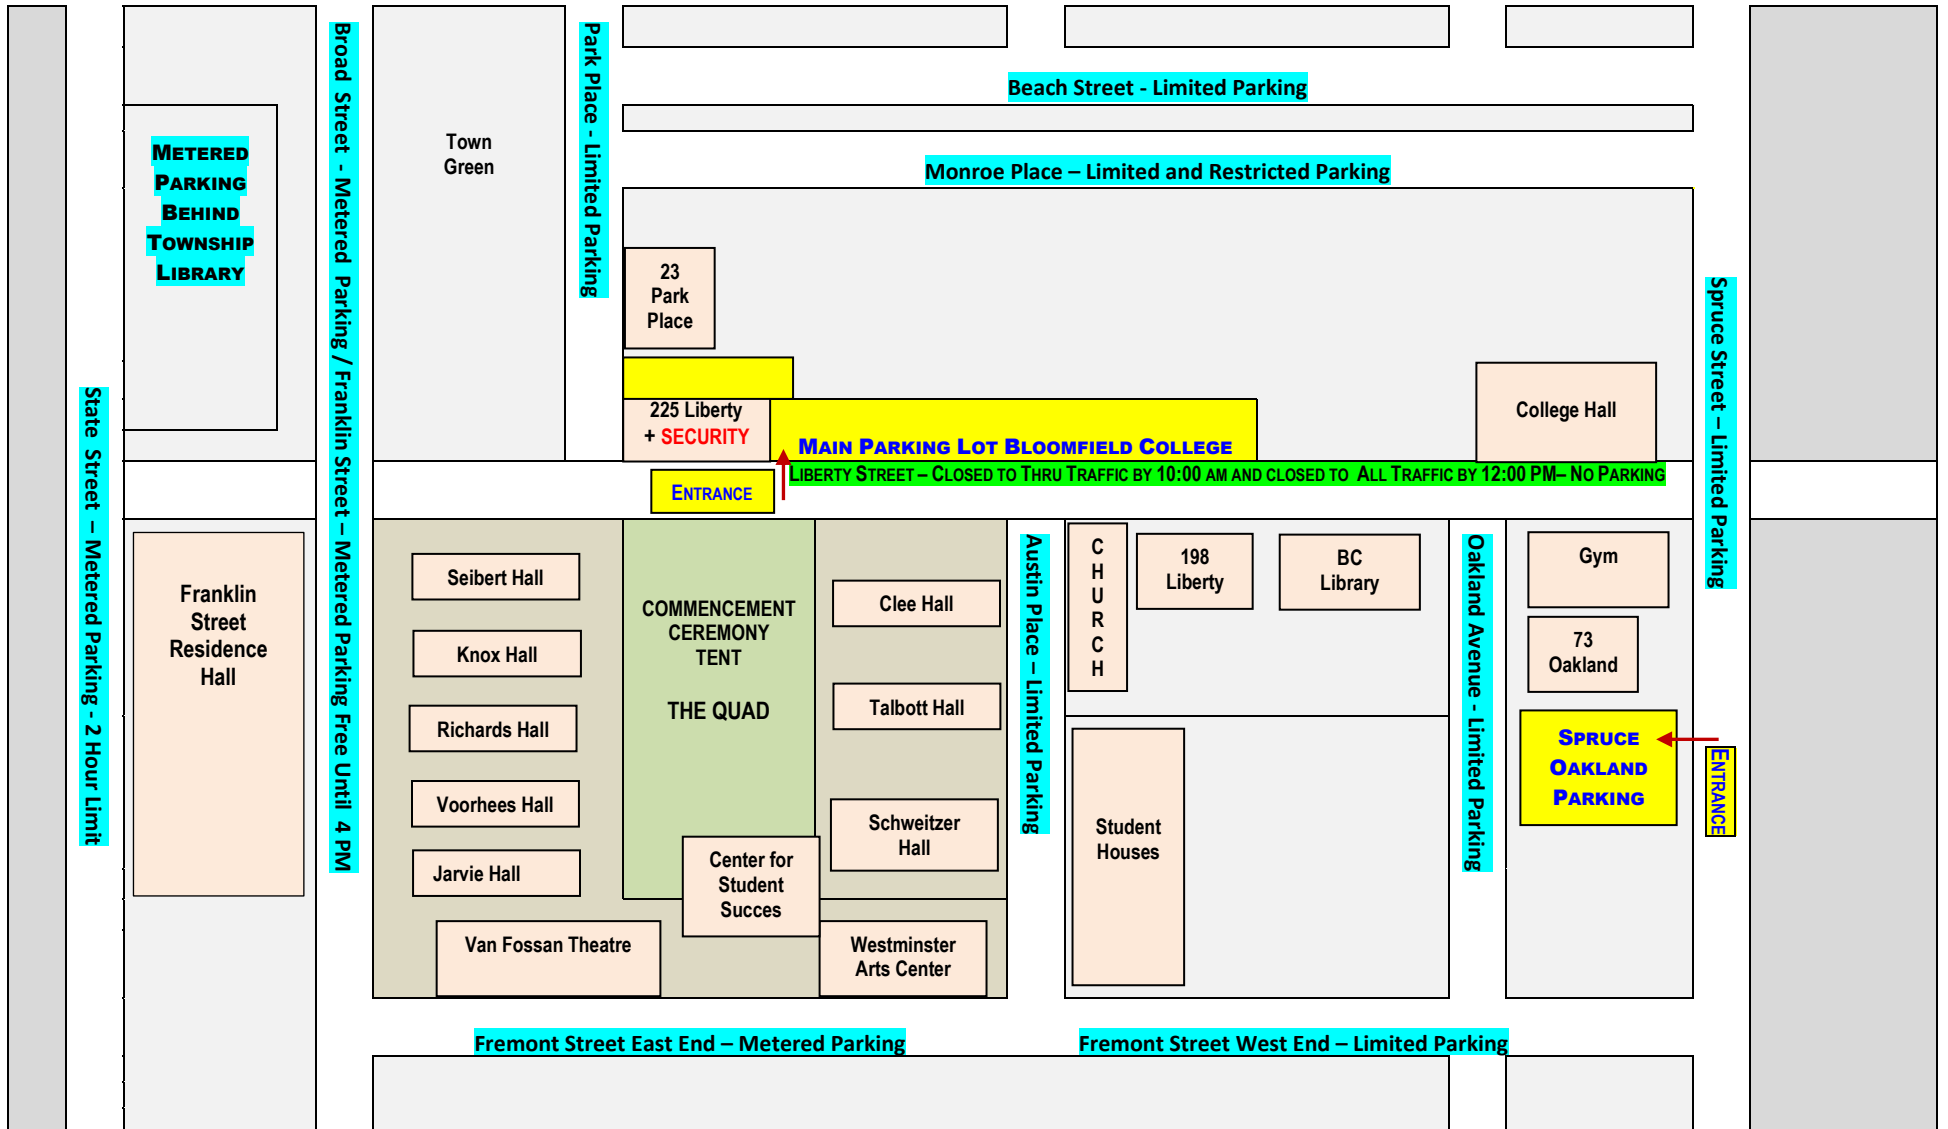 Beach Street - Limited Parking
Monroe Place – Limited and Restricted Parking
METERED
PARKING
BEHIND
TOWNSHIP
LIBRARY
State Street – Metered Parking - 2 Hour Limit
Broad Street - Metered Parking / Franklin Street – Metered Parking Free Until 4 PM
Town
Green
Park Place - Limited Parking
23
Park
Place
225 Liberty
+ SECURITY
MAIN PARKING LOT BLOOMFIELD COLLEGE
College Hall
LIBERTY STREET – CLOSED TO THRU TRAFFIC BY 10:00 AM AND CLOSED TO ALL TRAFFIC BY 12:00 PM– NO PARKING
ENTRANCE
Spruce Street – Limited Parking
Franklin
Street
Residence
Hall
Seibert Hall
Knox Hall
Richards Hall
Voorhees Hall
Jarvie Hall
Van Fossan Theatre
COMMENCEMENT
CEREMONY
TENT
THE QUAD
Center for
Student
Succes
Clee Hall
Talbott Hall
Schweitzer
Hall
Westminster
Arts Center
Austin Place – Limited Parking
CHURCH
198
Liberty
BC
Library
Student
Houses
Oakland Avenue - Limited Parking
Gym
73
Oakland
SPRUCE
OAKLAND
PARKING
ENTRANCE
Fremont Street East End – Metered Parking
Fremont Street West End – Limited Parking